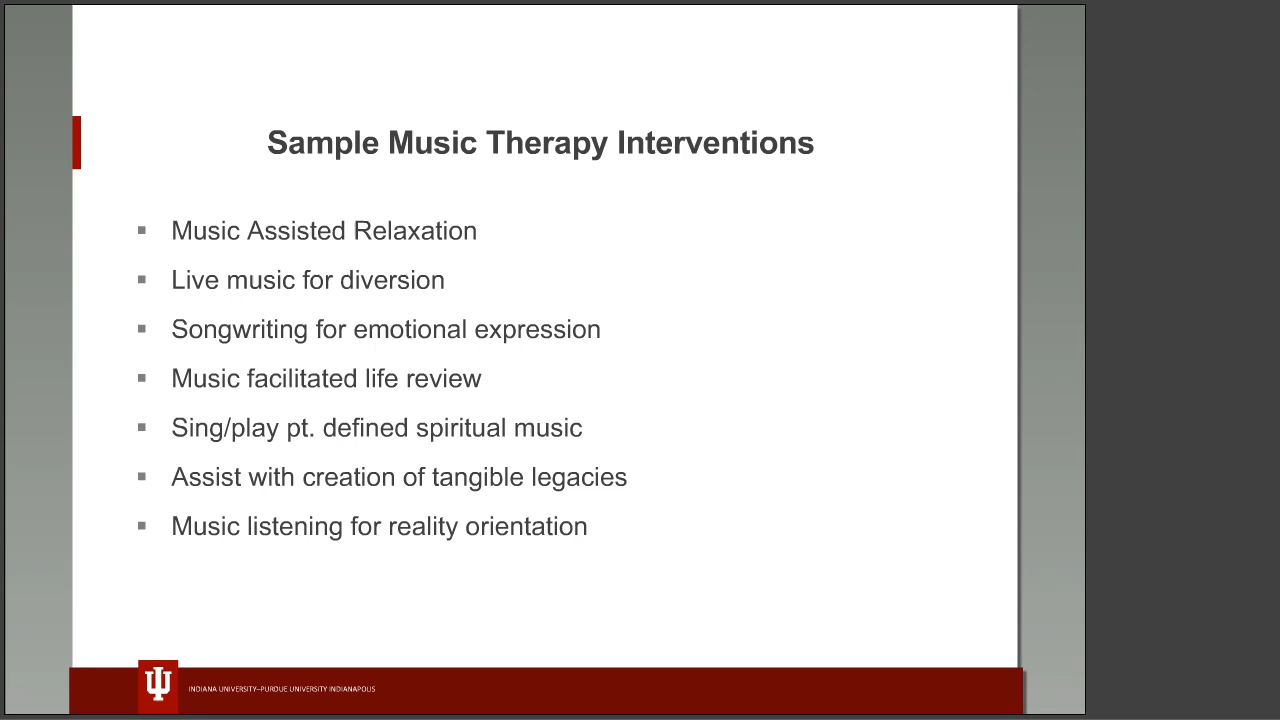 Sample Music Therapy Interventions
▪ Music Assisted Relaxation
▪ Live music for diversion
▪ Songwriting for emotional expression
▪ Music facilitated life review
▪ Sing/play pt. defined spiritual music
▪ Assist with creation of tangible legacies
▪ Music listening for reality orientation
INDIANA UNIVERSITY–PURDUE UNIVERSITY INDIANAPOLIS